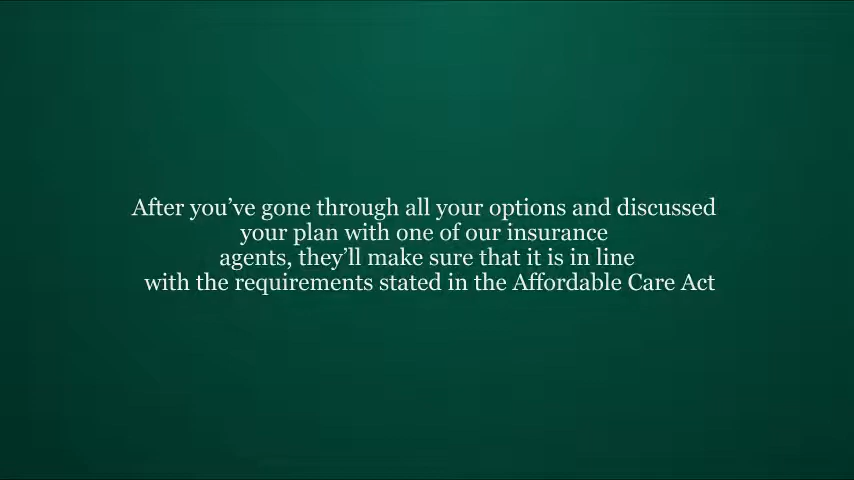 After you’ve gone through all your options and discussed
your plan with one of our insurance
agents, they’ll make sure that it is in line
with the requirements stated in the Affordable Care Act